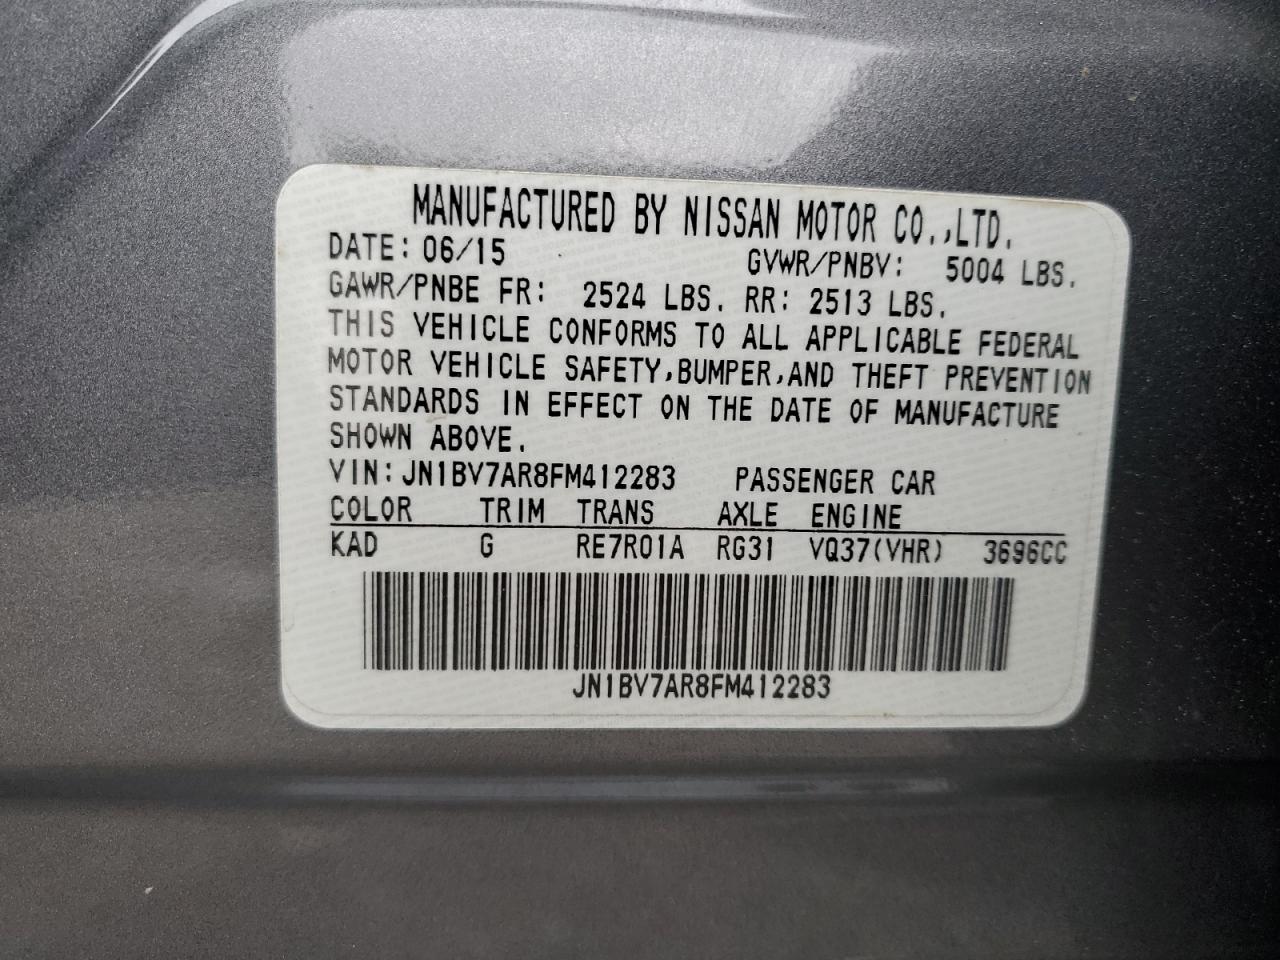 MANUFACTURED BY NISSAN MOTOR CO.,LTD.
DATE: 06/15 GVWR/PNBV: 5004 LBS.
GAWR/PNBE FR: 2524 LBS. RR: 2513 LBS.
THIS VEHICLE CONFORMS TO ALL APPLICABLE FEDERAL
MOTOR VEHICLE SAFETY,BUMPER,AND THEFT PREVENTION
STANDARDS IN EFFECT ON THE DATE OF MANUFACTURE
SHOWN ABOVE.
VIN:JN1BV7AR8FM412283 PASSENGER CAR
COLOR TRIM TRANS AXLE ENGINE
KAD G RE7R01A RG31 VQ37(VHR) 3696CC
JN1BV7AR8FM412283